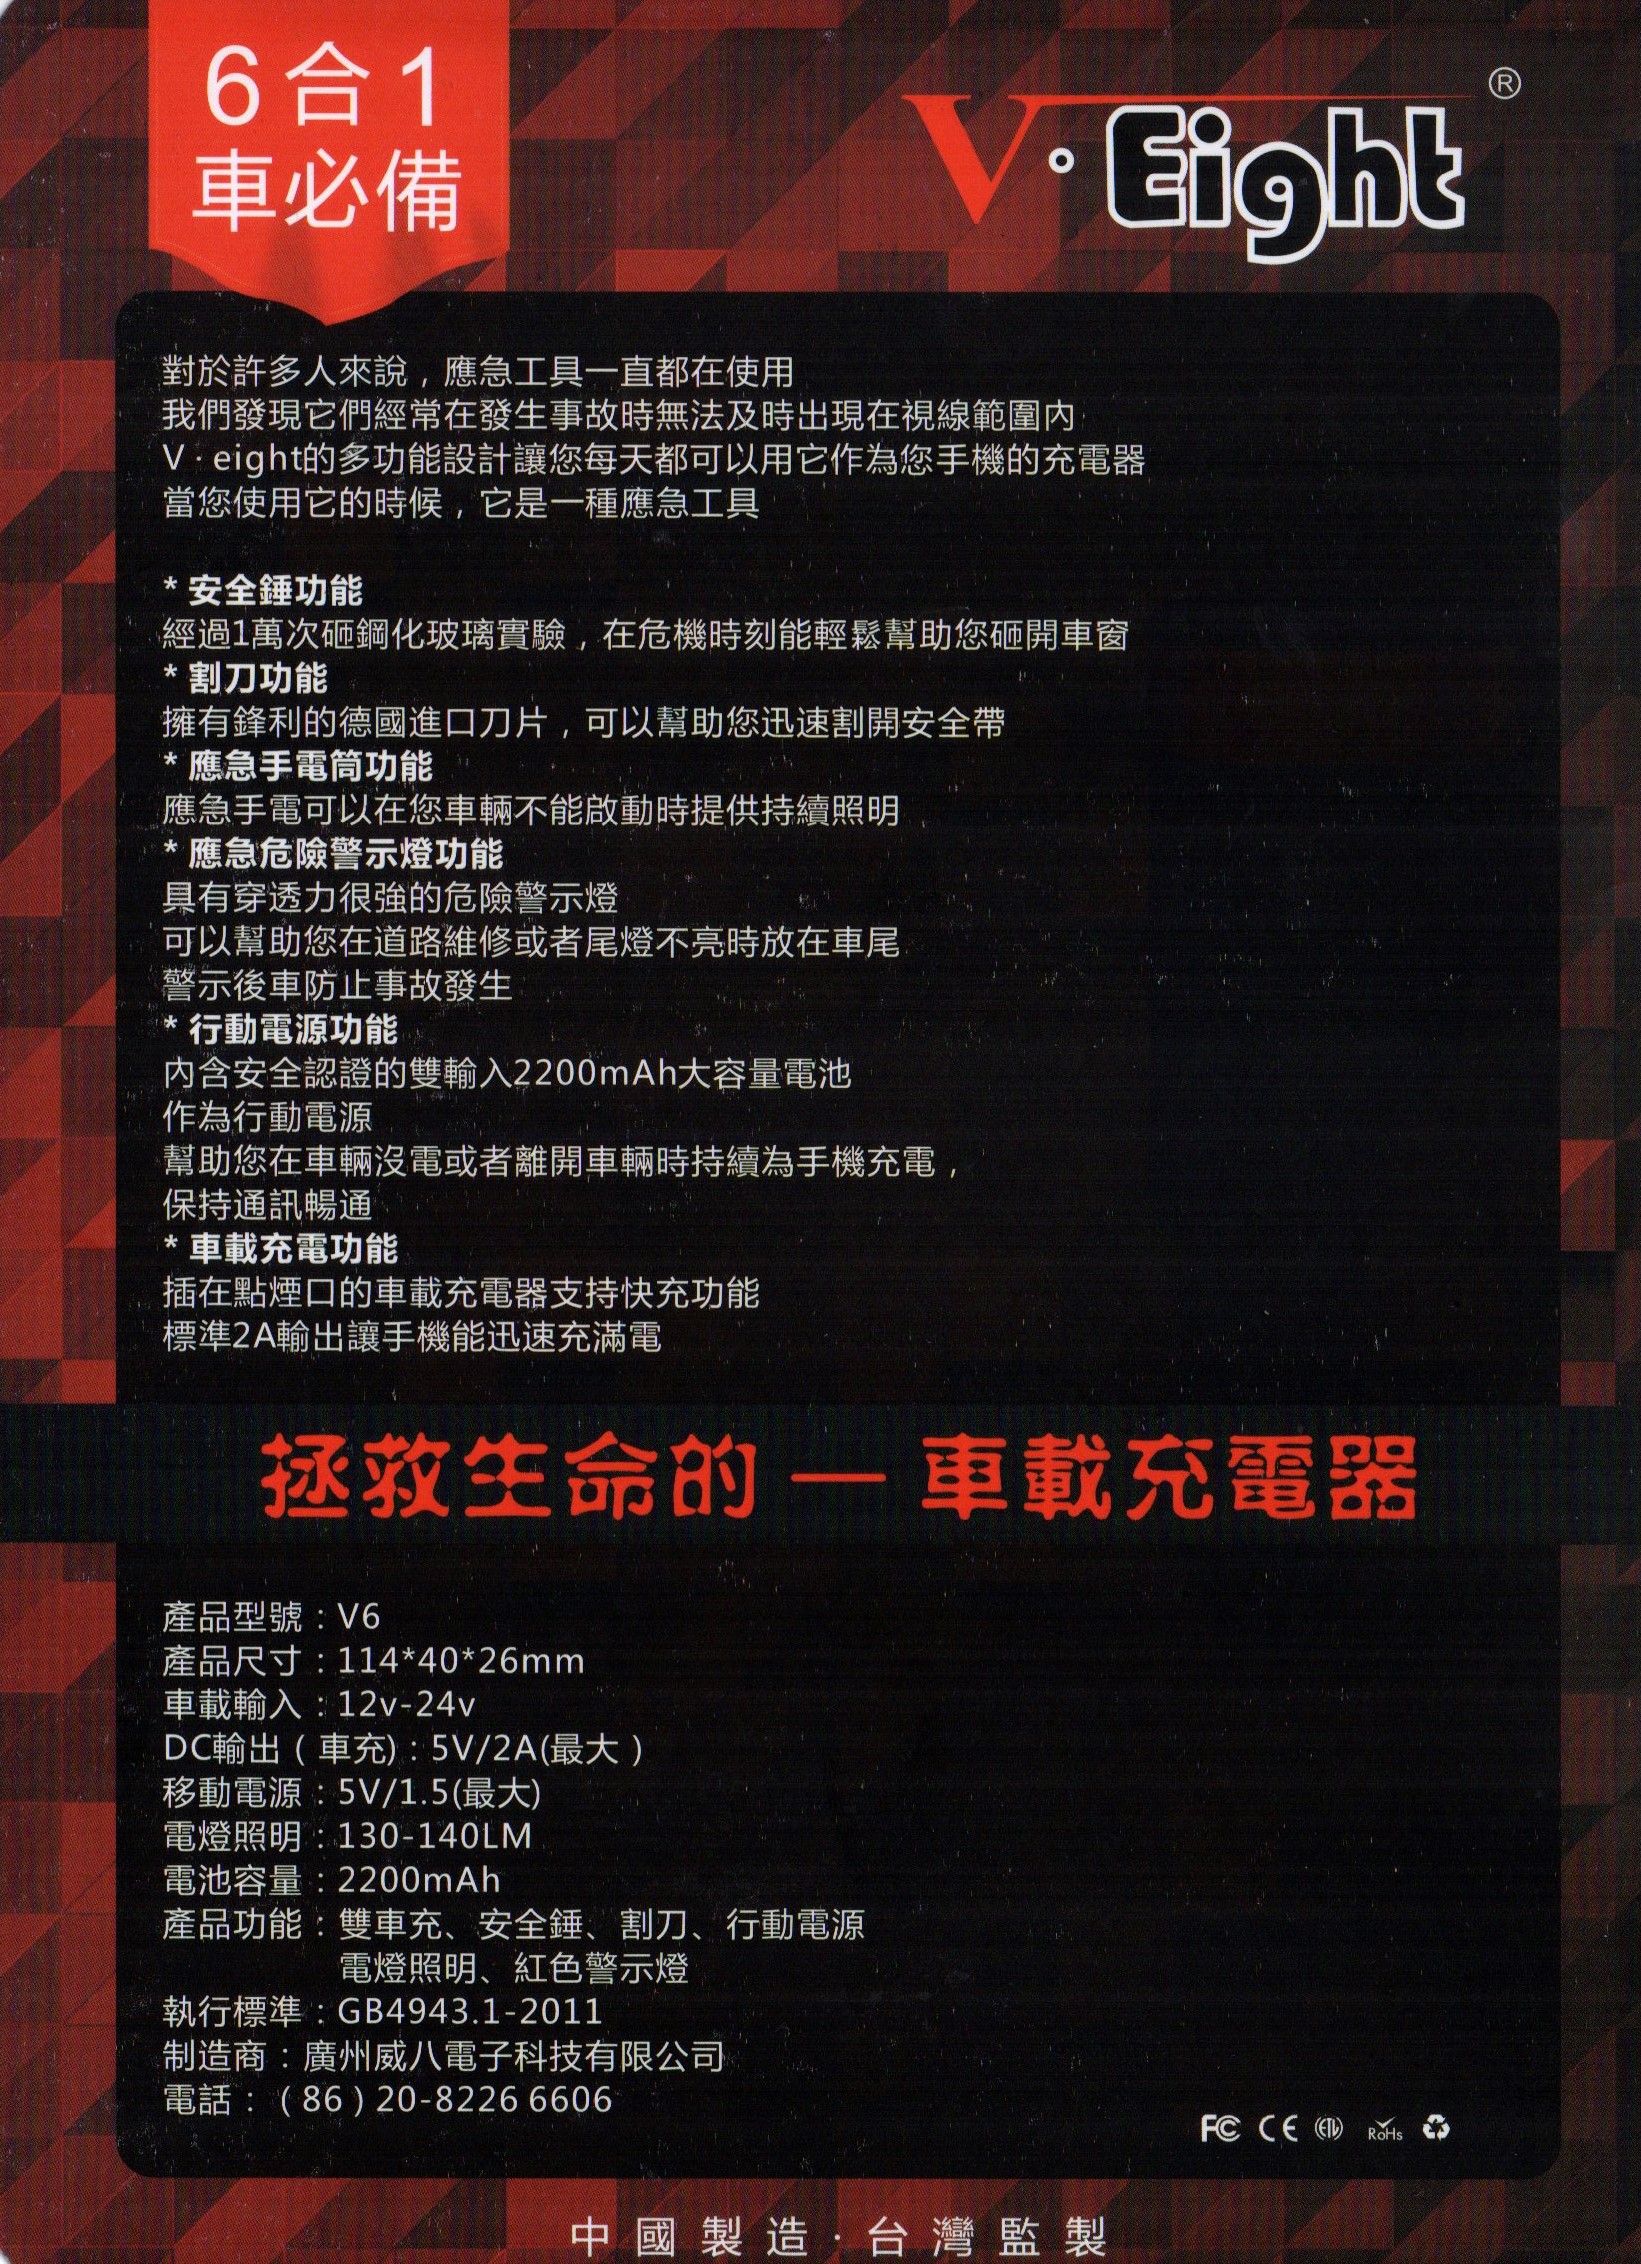 6合1
車必備
V·Eight®
對於許多人來說，應急工具一直都在使用
我們發現它們經常在發生事故時無法及時出現在視線範圍內
V·eight的多功能設計讓您每天都可以用它作為您手機的充電器
當您使用它的時候，它是一種應急工具
* 安全錘功能
經過1萬次砸鋼化玻璃實驗，在危機時刻能輕鬆幫助您砸開車窗
* 割刀功能
擁有鋒利的德國進口刀片，可以幫助您迅速割開安全帶
* 應急手電筒功能
應急手電可以在您車輛不能啟動時提供持續照明
* 應急危險警示燈功能
具有穿透力很強的危險警示燈
可以幫助您在道路維修或者尾燈不亮時放在車尾
警示後車防止事故發生
* 行動電源功能
內含安全認證的雙輸入2200mAh大容量電池
作為行動電源
幫助您在車輛沒電或者離開車輛時持續為手機充電，
保持通訊暢通
* 車載充電功能
插在點煙口的車載充電器支持快充功能
標準2A輸出讓手機能迅速充滿電
拯救生命的 — 車載充電器
產品型號：V6
產品尺寸：114*40*26mm
車載輸入：12v-24v
DC輸出（車充)：5V/2A(最大）
移動電源：5V/1.5(最大)
電燈照明：130-140LM
電池容量：2200mAh
產品功能：雙車充、安全錘、割刀、行動電源
電燈照明、紅色警示燈
執行標準：GB4943.1-2011
制造商：廣州威八電子科技有限公司
電話：（86）20-8226 6606
FC CE ETL RoHs
中國製造·台灣監製